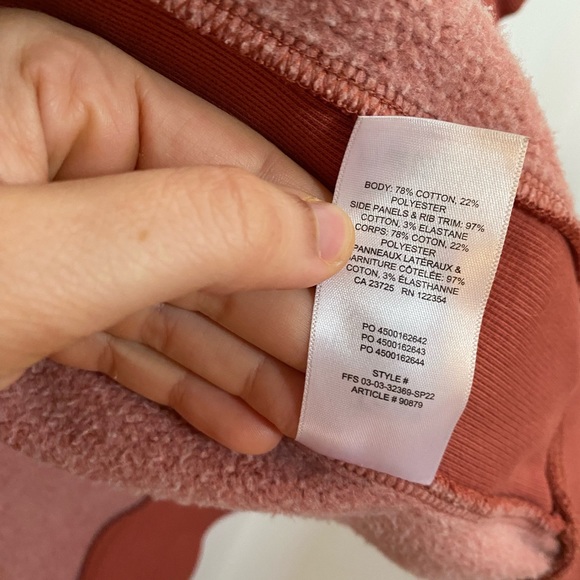 BODY: 78% COTTON, 22%
POLYESTER
SIDE PANELS & RIB TRIM: 97%
COTTON, 3% ELASTANE
CORPS: 78% COTON, 22%
POLYESTER
PANNEAUX LATÉRAUX &
ARNITURE CÔTELÉE: 97%
COTON, 3% ÉLASTHANNE
CA 23725 RN 122354
PO 4500162642
PO 4500162643
PO 4500162644
STYLE #
FFS 03-03-32369-SP22
ARTICLE # 90879